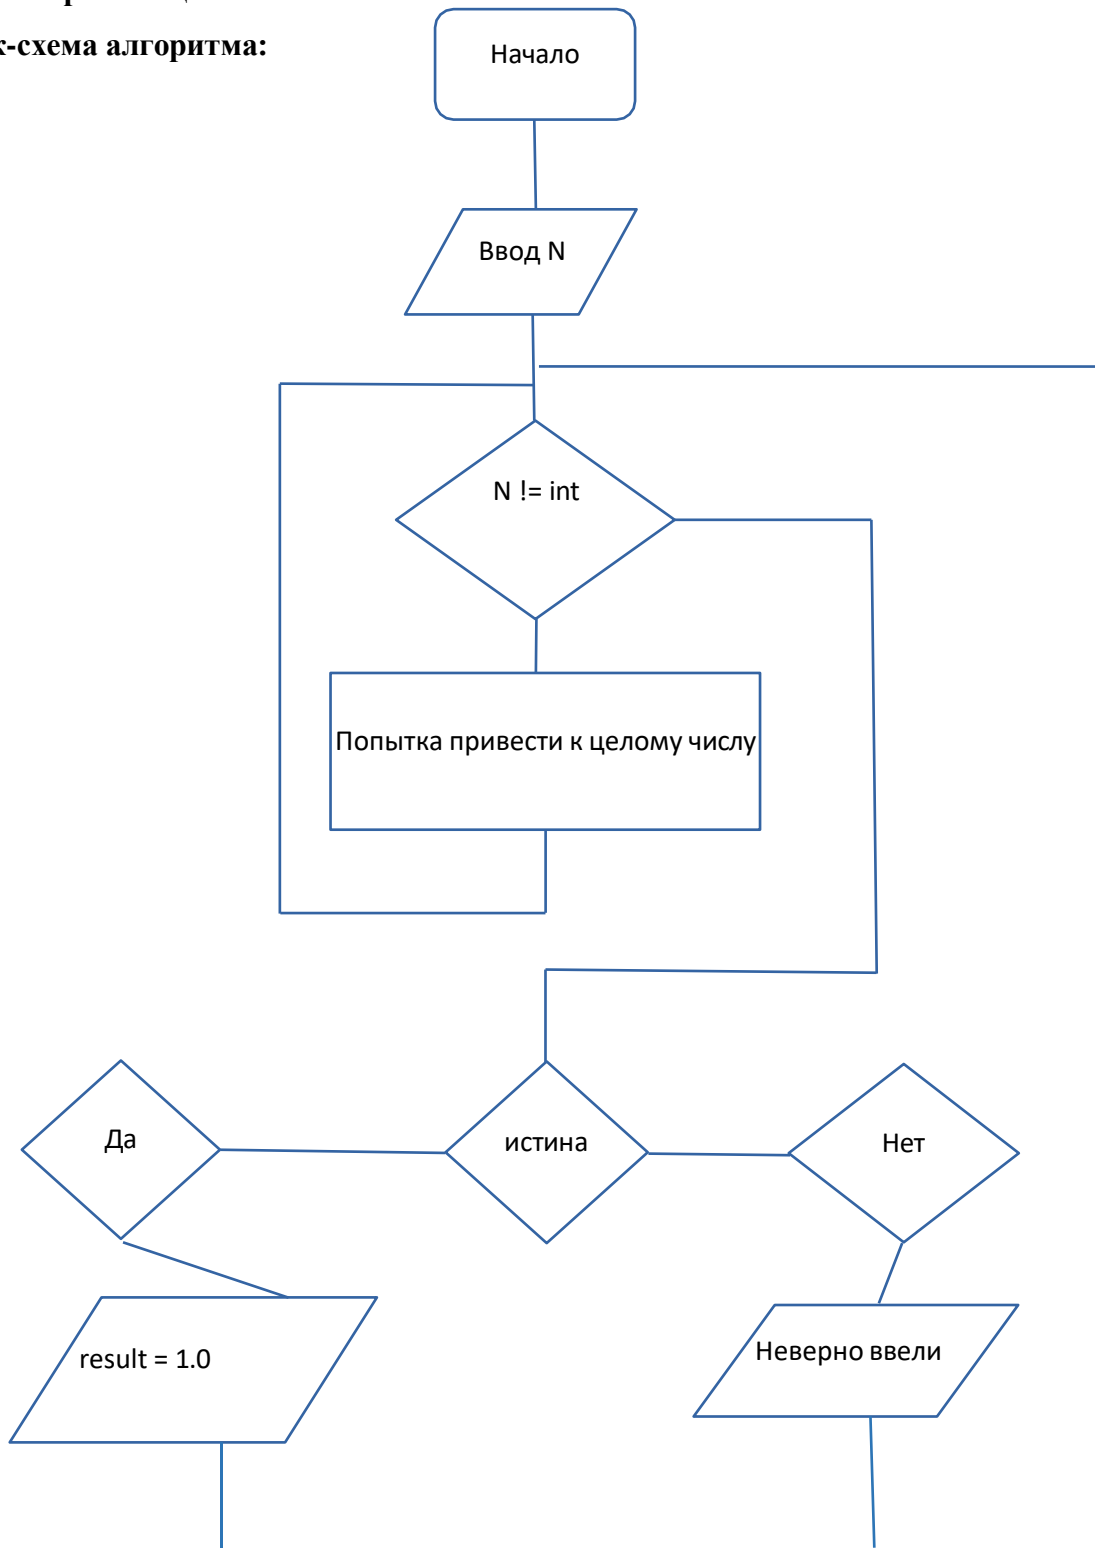 к-схема алгоритма:
Начало
Ввод N
N != int
Попытка привести к целому числу
Да
истина
Нет
result = 1.0
Неверно ввели